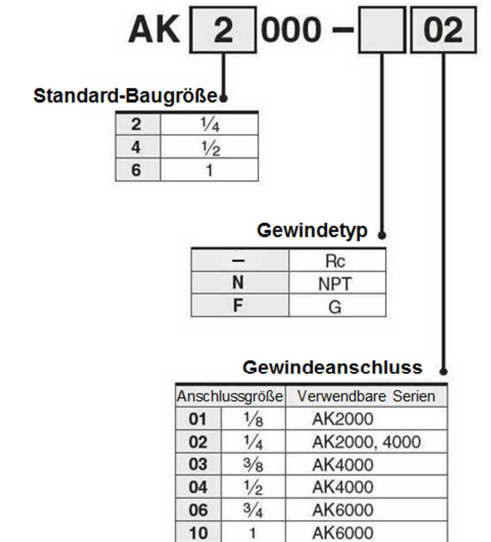 AK 2 000 – 02
Standard-Baugröße
2 1/4
4 1/2
6 1
Gewindetyp
– Rc
N NPT
F G
Gewindeanschluss
Anschlussgröße Verwendbare Serien
01 1/8 AK2000
02 1/4 AK2000, 4000
03 3/8 AK4000
04 1/2 AK4000
06 3/4 AK6000
10 1 AK6000